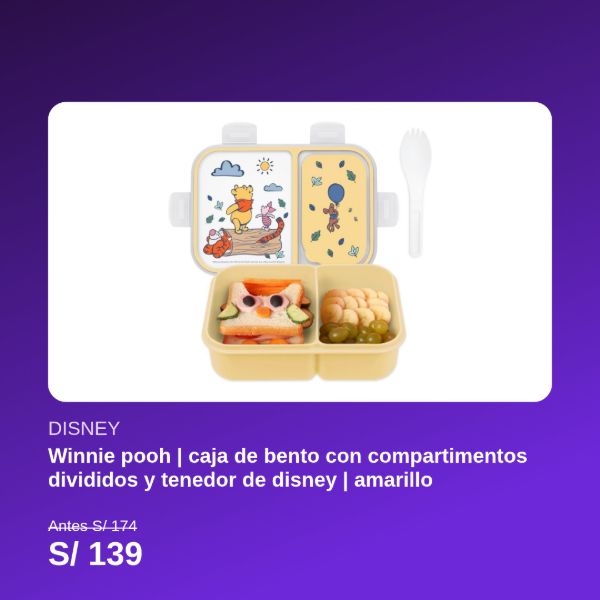 DISNEY
Winnie pooh | caja de bento con compartimentos
divididos y tenedor de disney | amarillo
Antes S/ 174
S/ 139